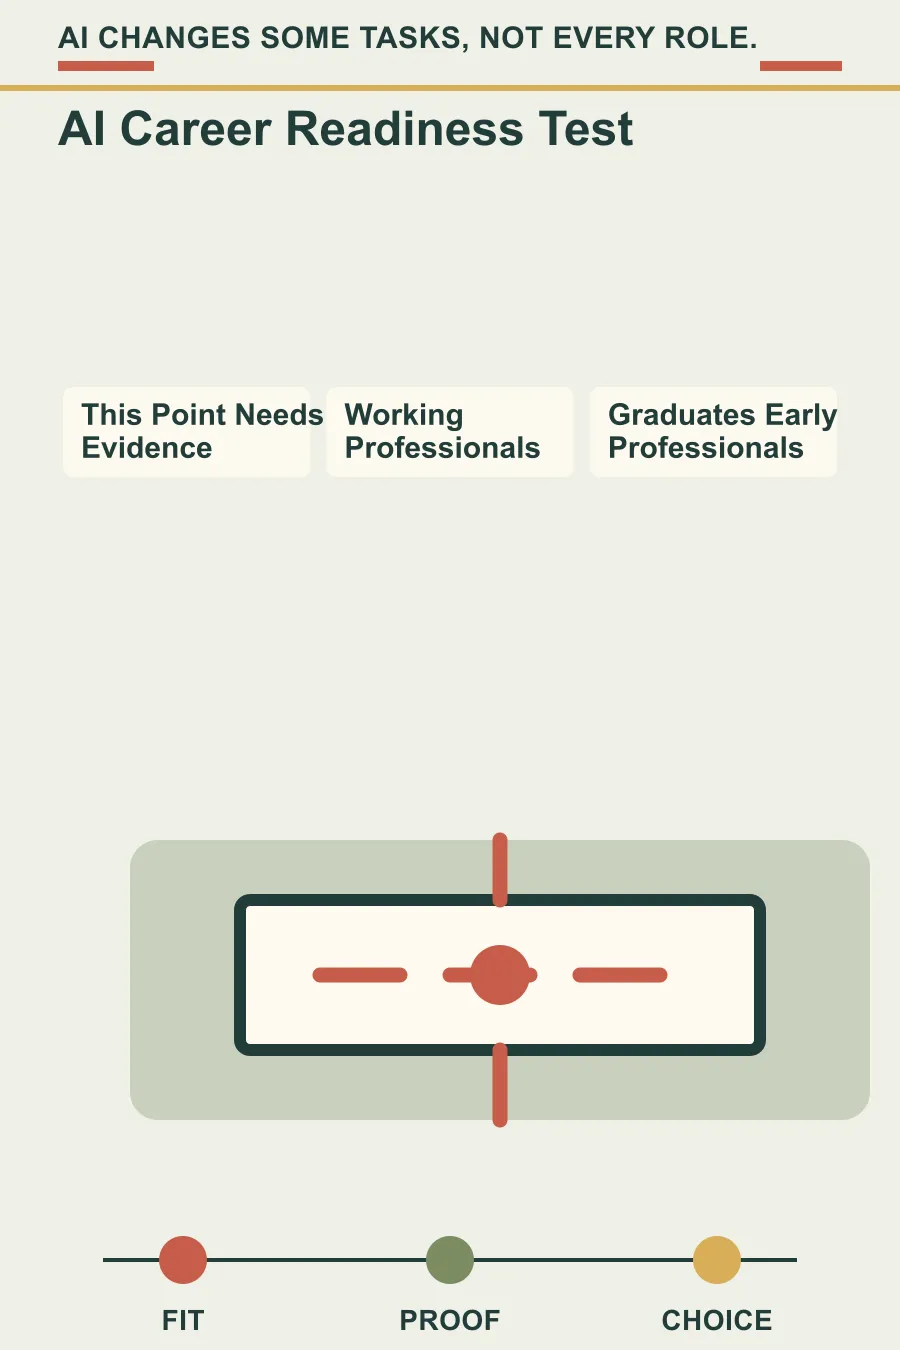 AI CHANGES SOME TASKS, NOT EVERY ROLE.
AI Career Readiness Test
This Point Needs
Evidence
Working
Professionals
Graduates Early
Professionals
FIT
PROOF
CHOICE